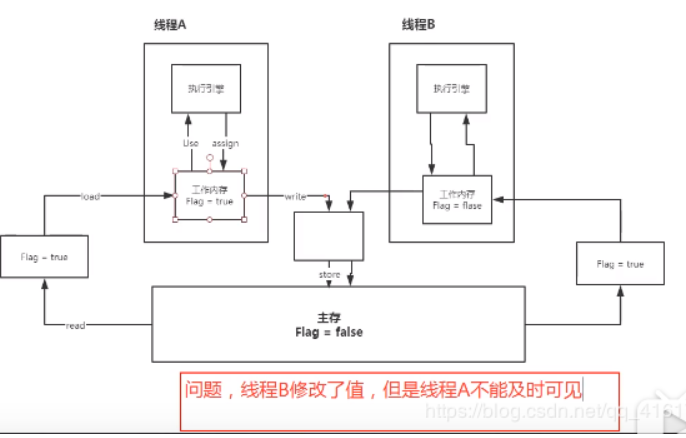 线程A
线程B
执行引擎
执行引擎
Use
assign
工作内存
Flag = true
工作内存
Flag = flase
load
write
Flag = true
Flag = true
store
主存
Flag = false
read
问题，线程B修改了值，但是线程A不能及时可见
https://blog.csdn.net/qq_4161